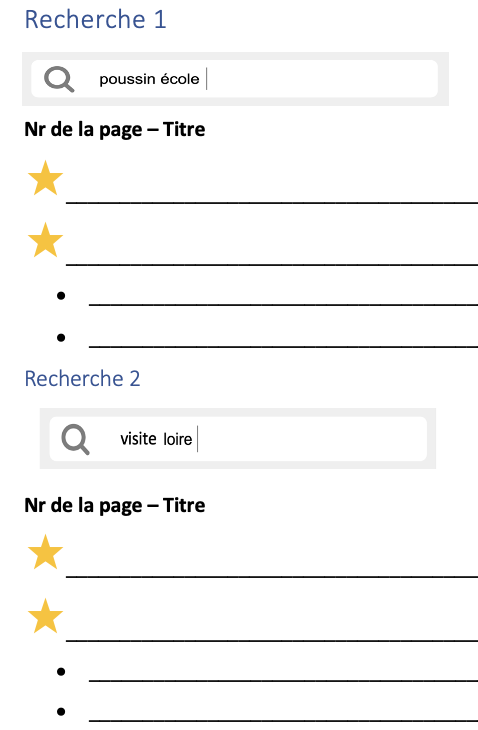 Recherche 1
poussin école
Nr de la page – Titre
Recherche 2
visite loire
Nr de la page – Titre